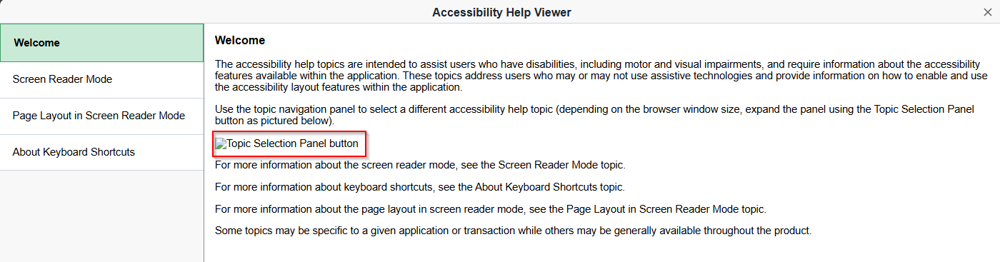 Accessibility Help Viewer
Welcome
Screen Reader Mode
Page Layout in Screen Reader Mode
About Keyboard Shortcuts
Welcome
The accessibility help topics are intended to assist users who have disabilities, including motor and visual impairments, and require information about the accessibility
features available within the application. These topics address users who may or may not use assistive technologies and provide information on how to enable and use
the accessibility layout features within the application.
Use the topic navigation panel to select a different accessibility help topic (depending on the browser window size, expand the panel using the Topic Selection Panel
button as pictured below).
Topic Selection Panel button
For more information about the screen reader mode, see the Screen Reader Mode topic.
For more information about keyboard shortcuts, see the About Keyboard Shortcuts topic.
For more information about the page layout in screen reader mode, see the Page Layout in Screen Reader Mode topic.
Some topics may be specific to a given application or transaction while others may be generally available throughout the product.